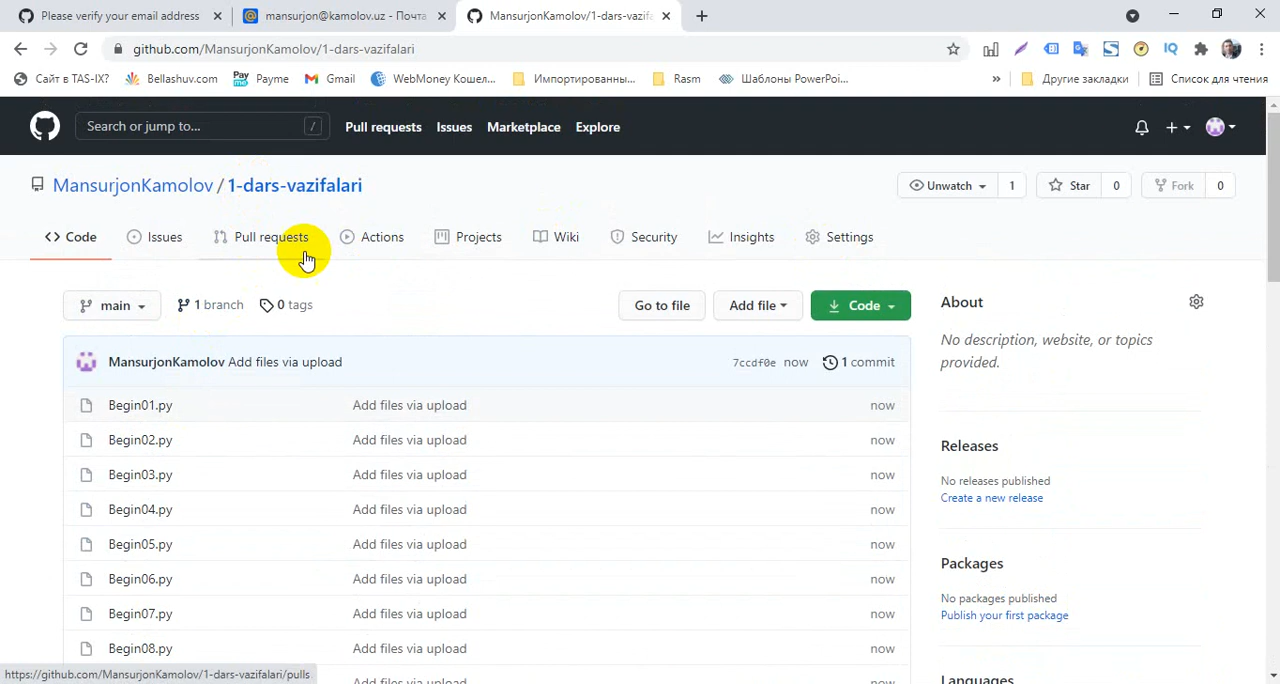 Please verify your email address
mansurjon@kamolov.uz - Почта
MansurjonKamolov/1-dars-vazifa
github.com/MansurjonKamolov/1-dars-vazifalari
IQ
Сайт в TAS-IX?
Bellashuv.com
Pay me
Payme
Gmail
WebMoney Кошел...
Импортированны...
Rasm
Шаблоны PowerPoi...
»
Другие закладки
Список для чтения
Search or jump to...
/
Pull requests
Issues
Marketplace
Explore
MansurjonKamolov / 1-dars-vazifalari
Unwatch
1
Star
0
Fork
0
Code
Issues
Pull requests
Actions
Projects
Wiki
Security
Insights
Settings
main
1 branch
0 tags
Go to file
Add file
Code
About
No description, website, or topics
provided.
MansurjonKamolov Add files via upload
7ccdf0e now
1 commit
Begin01.py Add files via upload now
Begin02.py Add files via upload now
Begin03.py Add files via upload now
Begin04.py Add files via upload now
Begin05.py Add files via upload now
Begin06.py Add files via upload now
Begin07.py Add files via upload now
Begin08.py Add files via upload now
Add files via upload now
Releases
No releases published
Create a new release
Packages
No packages published
Publish your first package
Languages
https://github.com/MansurjonKamolov/1-dars-vazifalari/pulls